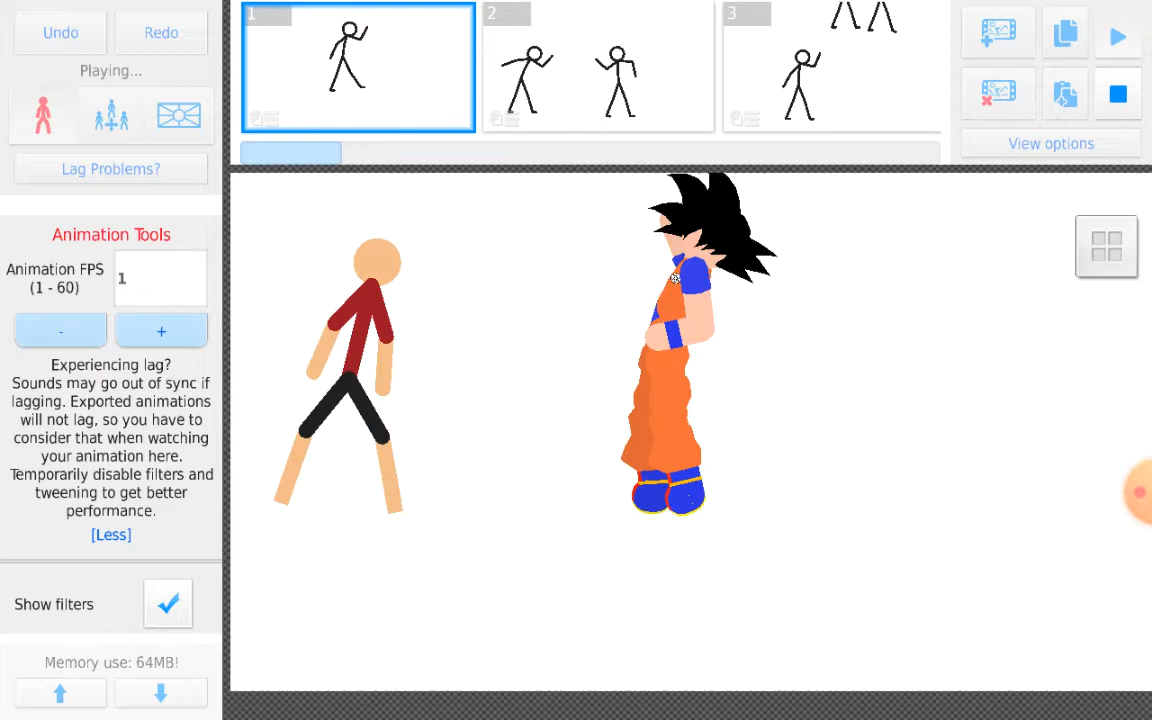 Undo
Redo
Playing...
Lag Problems?
Animation Tools
Animation FPS
(1 - 60)
1
-
+
Experiencing lag?
Sounds may go out of sync if
lagging. Exported animations
will not lag, so you have to
consider that when watching
your animation here.
Temporarily disable filters and
tweening to get better
performance.
[Less]
Show filters
Memory use: 64MB!
1
2
3
View options